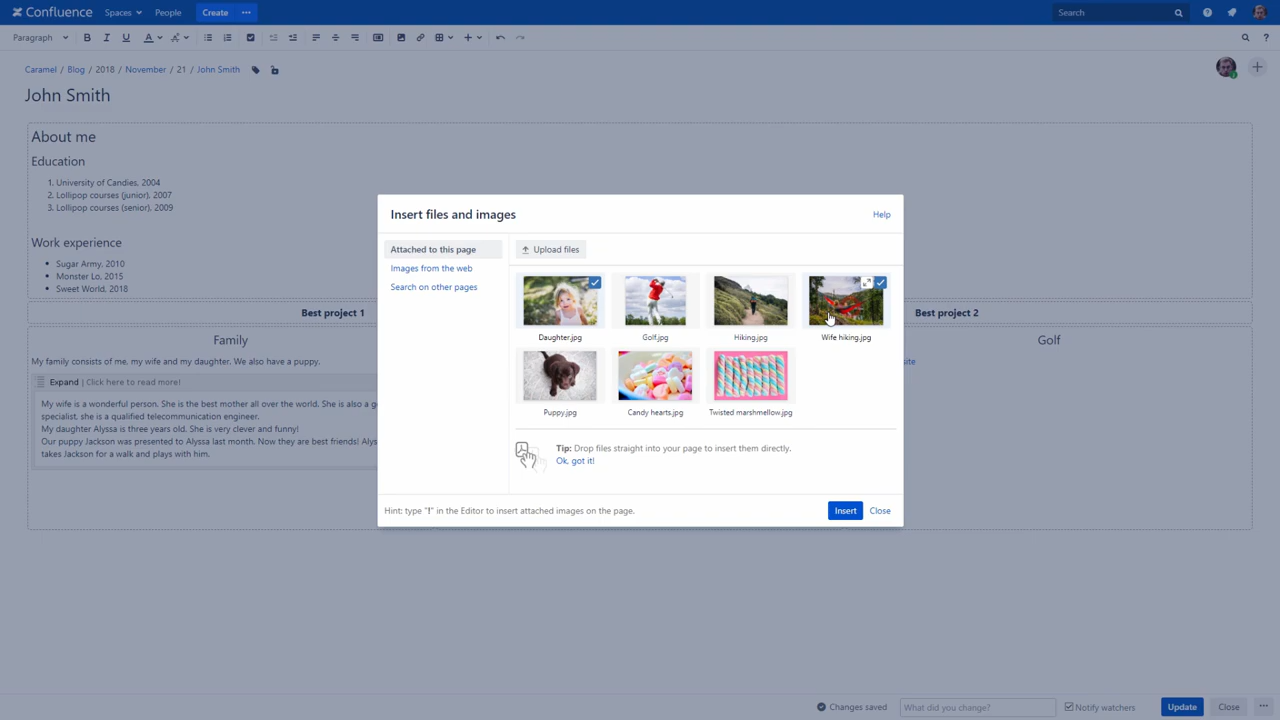 Confluence Spaces People Create ••• Search
Paragraph B I U A
Caramel / Blog / 2018 / November / 21 / John Smith
John Smith
About me
Education
1. University of Candies, 2004
2. Lollipop courses (junior), 2007
3. Lollipop courses (senior), 2009
Work experience
• Sugar Army, 2010
• Monster Lo, 2015
• Sweet World, 2018
Best project 1
Best project 2
Family
Golf
My family consists of me, my wife and my daughter. We also have a puppy.
Expand | Click here to read more!
My wife is a wonderful person. She is the best mother all over the world. She is also a g
specialist, she is a qualified telecommunication engineer.
My daughter Alyssa is three years old. She is very clever and funny!
Our puppy Jackson was presented to Alyssa last month. Now they are best friends! Alys
takes Jackson for a walk and plays with him.
site
Insert files and images
Help
Attached to this page
Images from the web
Search on other pages
Upload files
Daughter.jpg
Golf.jpg
Hiking.jpg
Wife hiking.jpg
Puppy.jpg
Candy hearts.jpg
Twisted marshmellow.jpg
Tip: Drop files straight into your page to insert them directly.
Ok, got it!
Hint: type "!" in the Editor to insert attached images on the page.
Insert
Close
Changes saved
What did you change?
Notify watchers
Update
Close